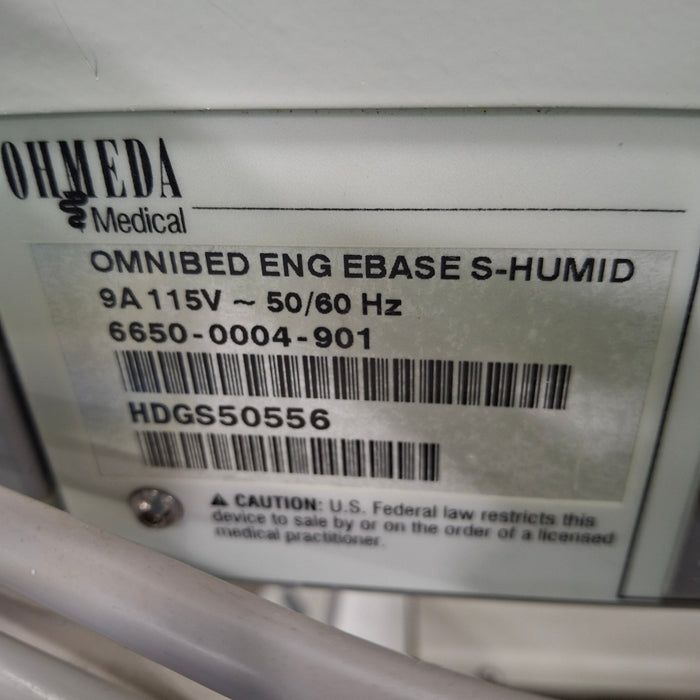 OHMEDA
Medical
OMNIBED ENG EBASE S-HUMID
9A 115V ~ 50/60 Hz
6650-0004-901
HDGS50556
⚠ CAUTION: U.S. Federal law restricts this
device to sale by or on the order of a licensed
medical practitioner.